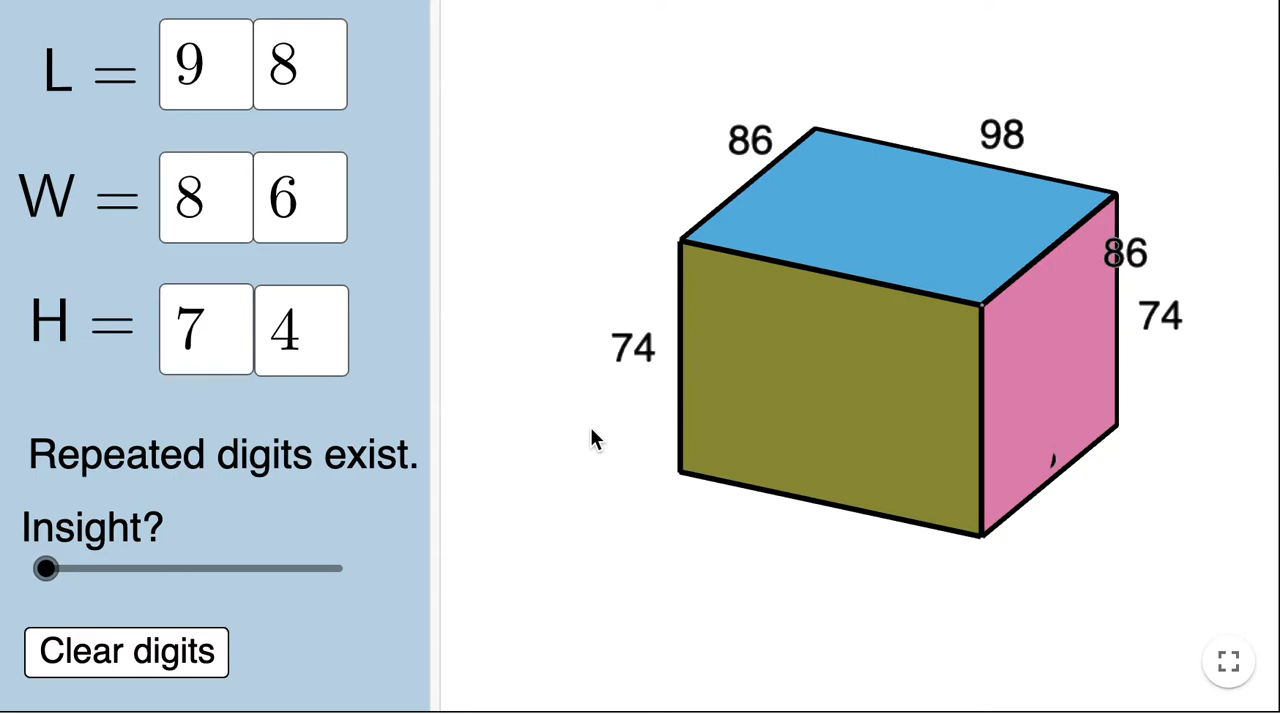 L = 9 8
W = 8 6
H = 7 4
Repeated digits exist.
Insight?
Clear digits
86
98
86
74
74